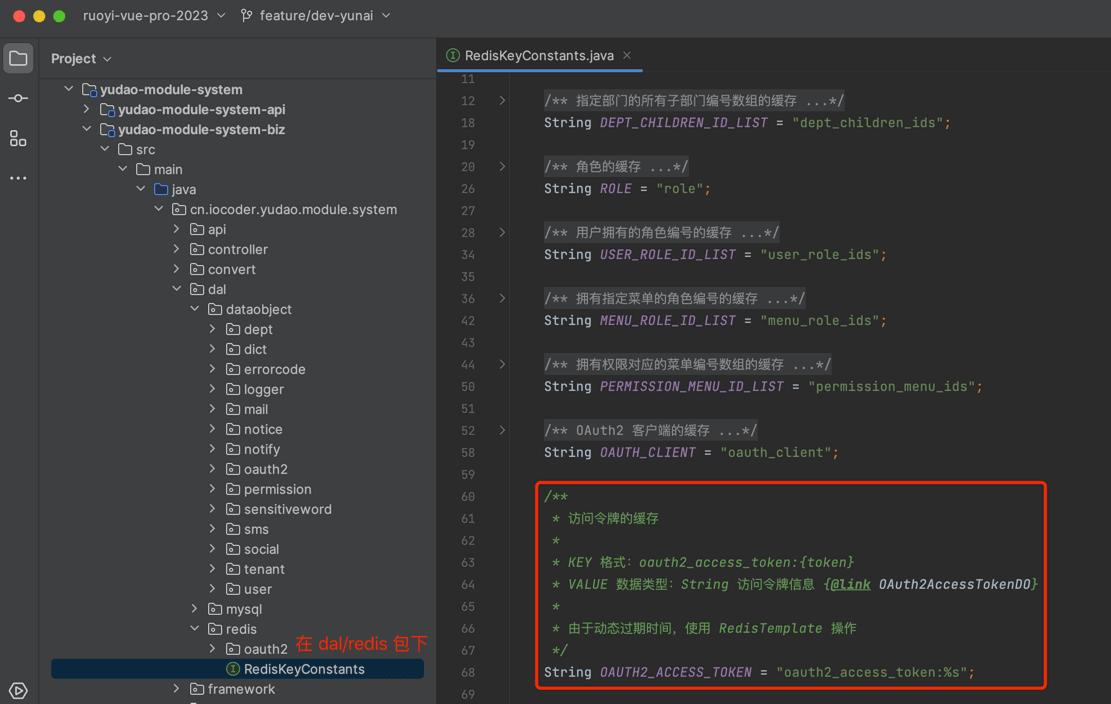 ruoyi-vue-pro-2023
feature/dev-yunai
Project
yudao-module-system
yudao-module-system-api
yudao-module-system-biz
src
main
java
cn.iocoder.yudao.module.system
api
controller
convert
dal
dataobject
dept
dict
errorcode
logger
mail
notice
notify
oauth2
permission
sensitiveword
sms
social
tenant
user
mysql
redis
在 dal/redis 包下
oauth2
RedisKeyConstants
framework
RedisKeyConstants.java
11
12 /** 指定部门的所有子部门编号数组的缓存 ...*/
18 String DEPT_CHILDREN_ID_LIST = "dept_children_ids";
19
20 /** 角色的缓存 ...*/
26 String ROLE = "role";
27
28 /** 用户拥有的角色编号的缓存 ...*/
34 String USER_ROLE_ID_LIST = "user_role_ids";
35
36 /** 拥有指定菜单的角色编号的缓存 ...*/
42 String MENU_ROLE_ID_LIST = "menu_role_ids";
43
44 /** 拥有权限对应的菜单编号数组的缓存 ...*/
50 String PERMISSION_MENU_ID_LIST = "permission_menu_ids";
51
52 /** OAuth2 客户端的缓存 ...*/
58 String OAUTH_CLIENT = "oauth_client";
59
60 /**
61 * 访问令牌的缓存
62 *
63 * KEY 格式：oauth2_access_token:{token}
64 * VALUE 数据类型：String 访问令牌信息 {@link OAuth2AccessTokenDO}
65 *
66 * 由于动态过期时间，使用 RedisTemplate 操作
67 */
68 String OAUTH2_ACCESS_TOKEN = "oauth2_access_token:%s";
69